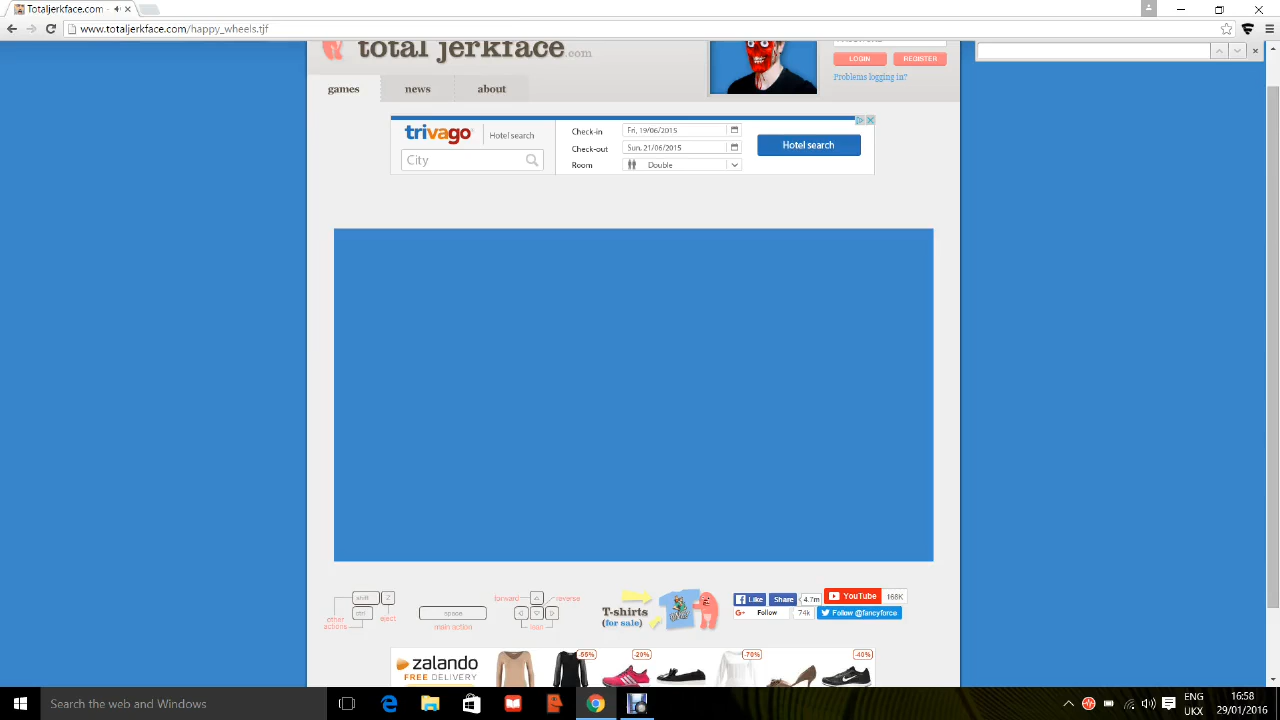 Totaljerkface.com -
www.totaljerkface.com/happy_wheels.tjf
total jerkface.com
LOGIN REGISTER
Problems logging in?
games news about
trivago Hotel search
City
Check-in Fri, 19/06/2015
Check-out Sun, 21/06/2015
Room Double
Hotel search
shift Z
ctrl
other actions
eject
space
main action
forward reverse
lean
T-shirts
(for sale)
Like Share 4.7m
YouTube 168K
Follow 74k
Follow @fancyforce
zalando
FREE DELIVERY
-55% -20% -70% -40%
Search the web and Windows
ENG
UKX
16:58
29/01/2016